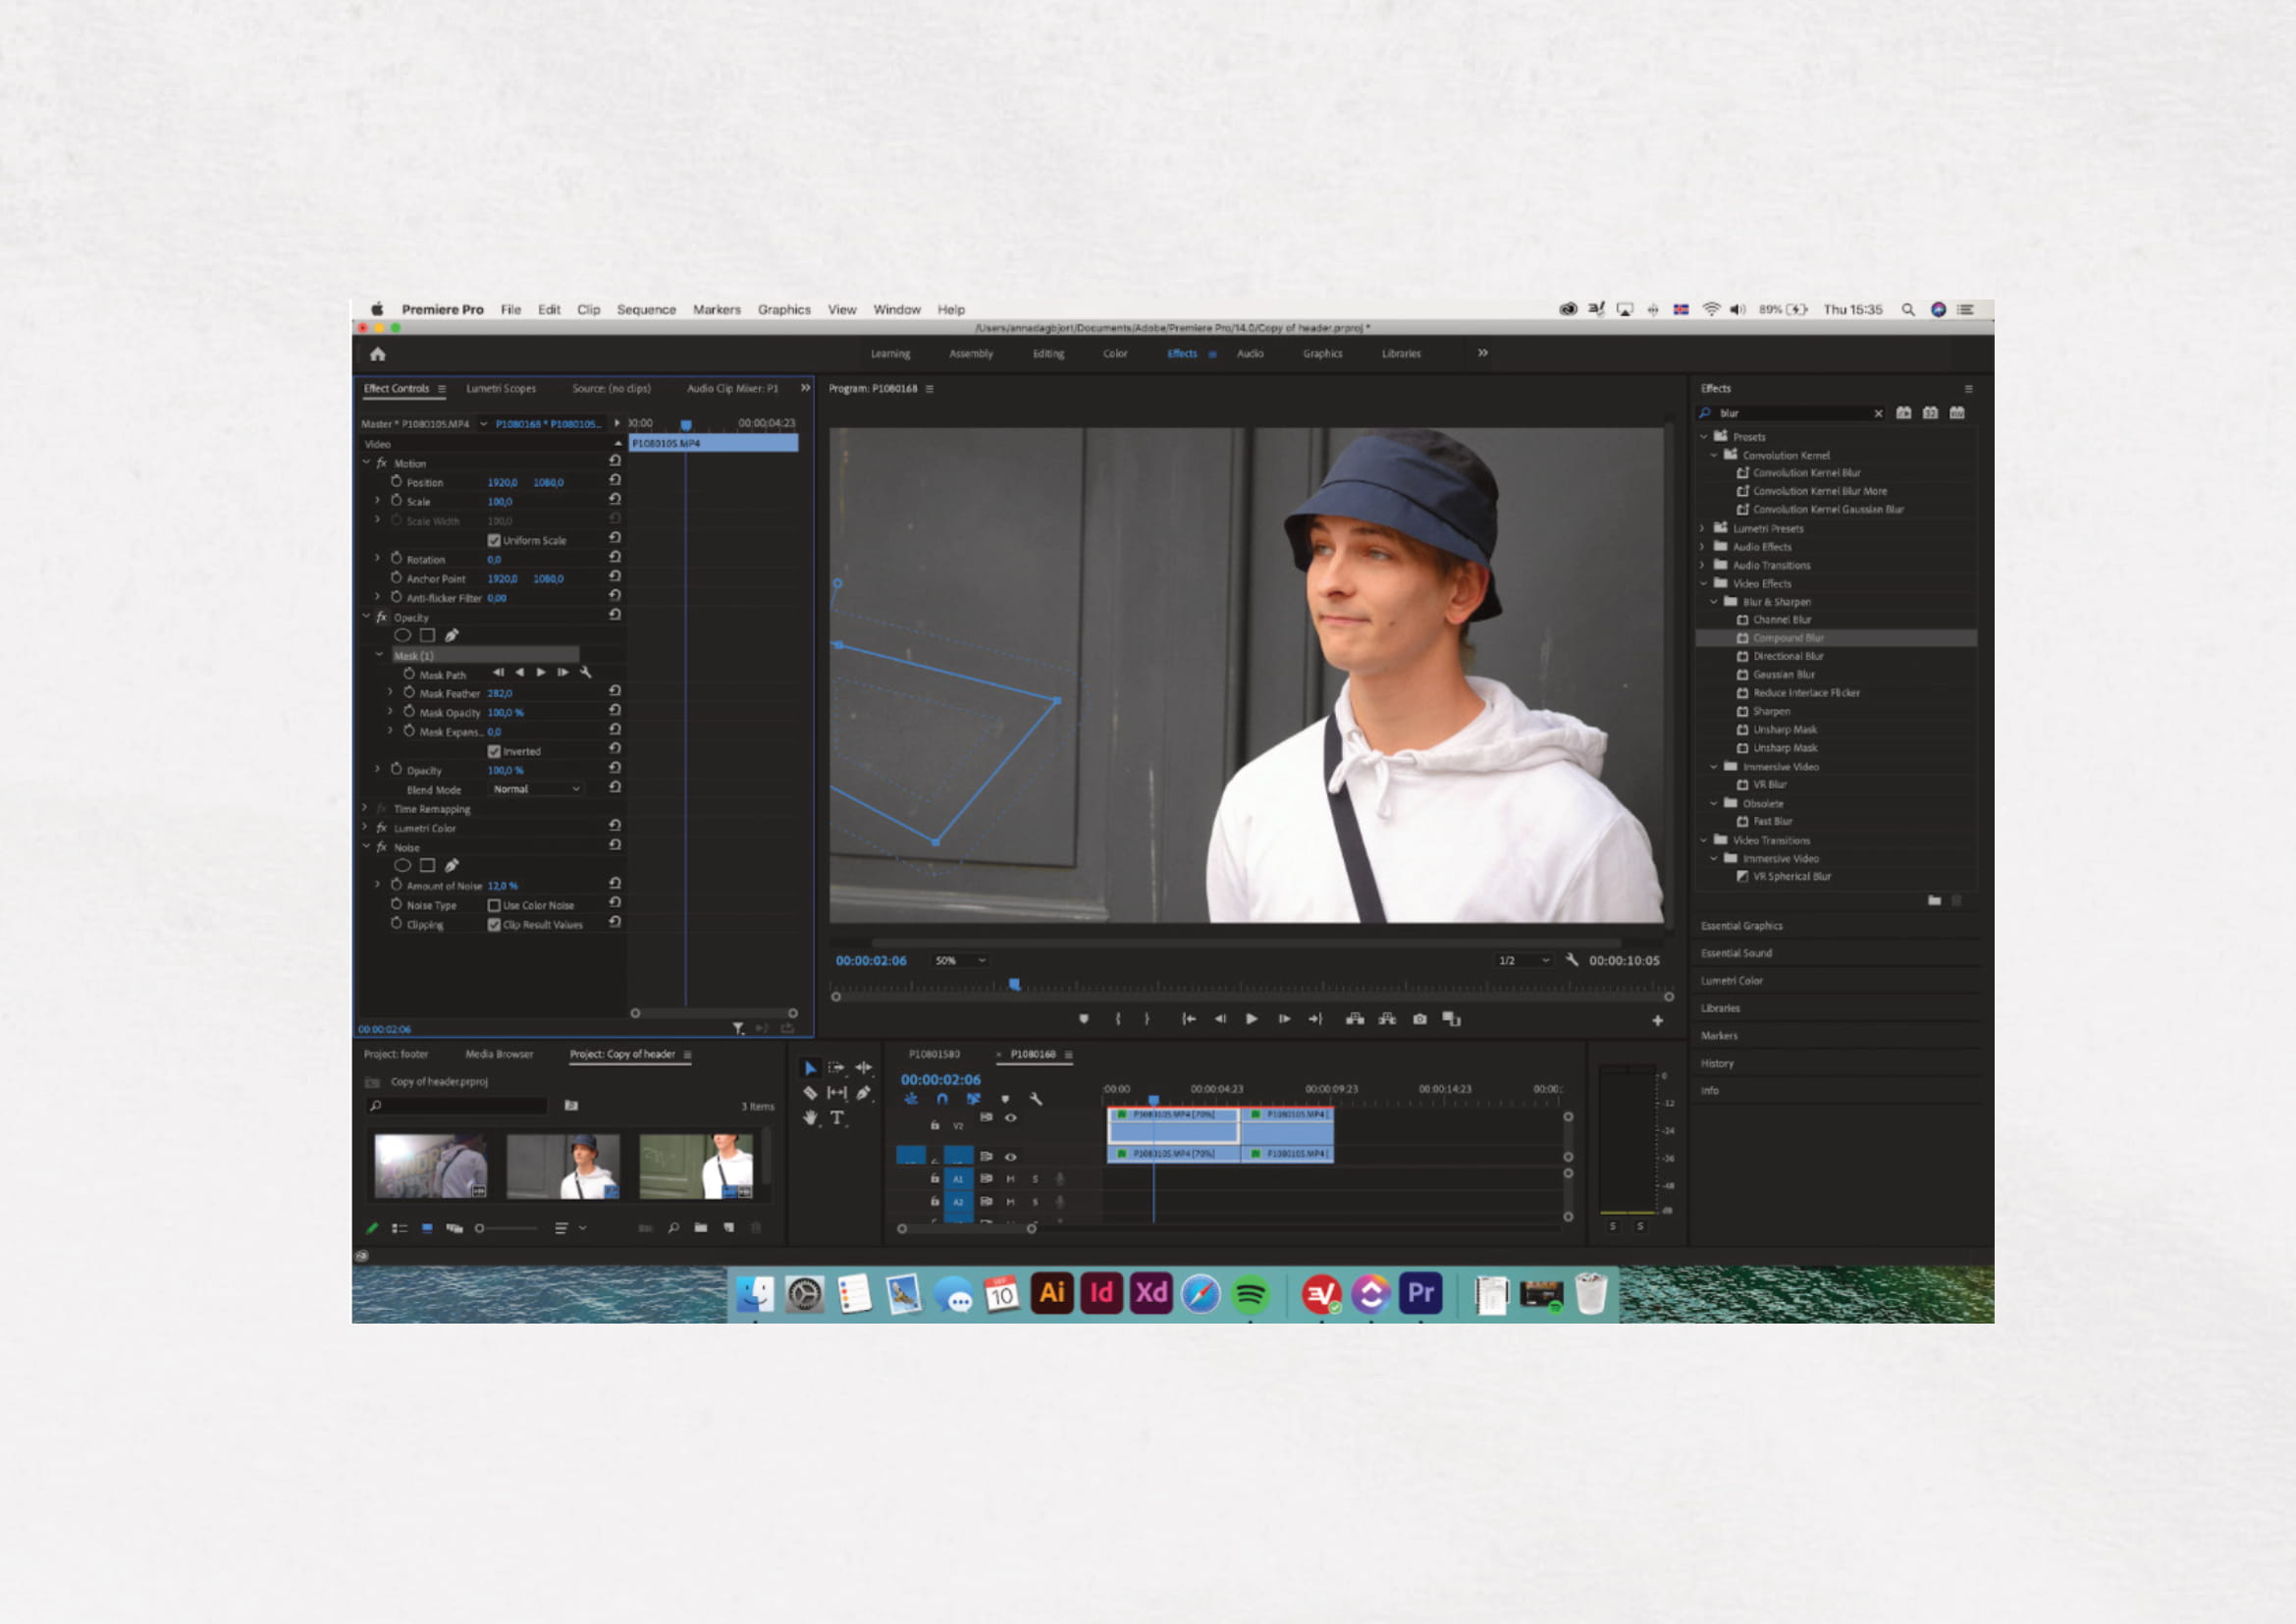 Premiere Pro File Edit Clip Sequence Markers Graphics View Window Help 89% Thu 15:35
/Users/annadagbjort/Documents/Adobe/Premiere Pro/14.0/Copy of header.prproj *
Learning Assembly Editing Color Effects Audio Graphics Libraries
Effect Controls Lumetri Scopes Source: (no clips) Audio Clip Mixer: P1
Master * P1080105.MP4 P1080168 * P1080105...
00:00:04:23
Video
P1080105.MP4
Motion
Position 1920,0 1080,0
Scale 100,0
Scale Width 100,0
Uniform Scale
Rotation 0,0
Anchor Point 1920,0 1080,0
Anti-flicker Filter 0,00
Opacity
Mask (1)
Mask Path
Mask Feather 282,0
Mask Opacity 100,0 %
Mask Expans... 0,0
Inverted
Opacity 100,0 %
Blend Mode Normal
Time Remapping
fx Lumetri Color
fx Noise
Amount of Noise 12,0 %
Noise Type Use Color Noise
Clipping Clip Result Values
00:00:02:06
Program: P1080168
00:00:02:06 50% 1/2 00:00:10:05
Effects
blur
Presets
Convolution Kernel
Convolution Kernel Blur
Convolution Kernel Blur More
Convolution Kernel Gaussian Blur
Lumetri Presets
Audio Effects
Audio Transitions
Video Effects
Blur & Sharpen
Channel Blur
Compound Blur
Directional Blur
Gaussian Blur
Reduce Interlace Flicker
Sharpen
Unsharp Mask
Unsharp Mask
Immersive Video
VR Blur
Obsolete
Fast Blur
Video Transitions
Immersive Video
VR Spherical Blur
Essential Graphics
Essential Sound
Lumetri Color
Libraries
Markers
History
Info
Project: footer Media Browser Project: Copy of header
Copy of header.prproj
3 Items
P10801580 × P1080168
00:00:02:06
:00:00 00:00:04:23 00:00:09:23 00:00:14:23 00:00:
V2
P1080105.MP4 [70%] P1080105.MP4 [
P1080105.MP4 [70%] P1080105.MP4 [
A1 M S
A2 M S
0
-12
-24
-36
-48
dB
S S
SEP
10
Ai Id Xd Pr